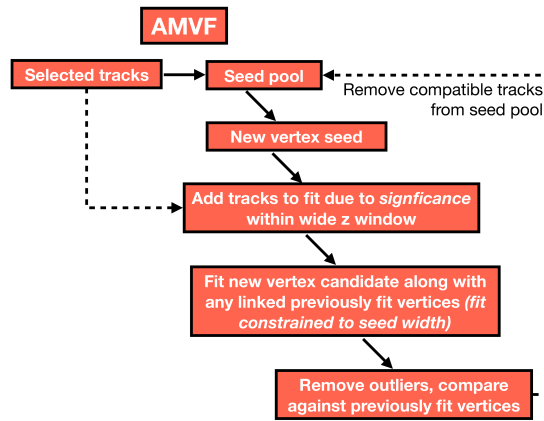 AMVF
Selected tracks
Seed pool
Remove compatible tracks
from seed pool
New vertex seed
Add tracks to fit due to signficance
within wide z window
Fit new vertex candidate along with
any linked previously fit vertices (fit
constrained to seed width)
Remove outliers, compare
against previously fit vertices